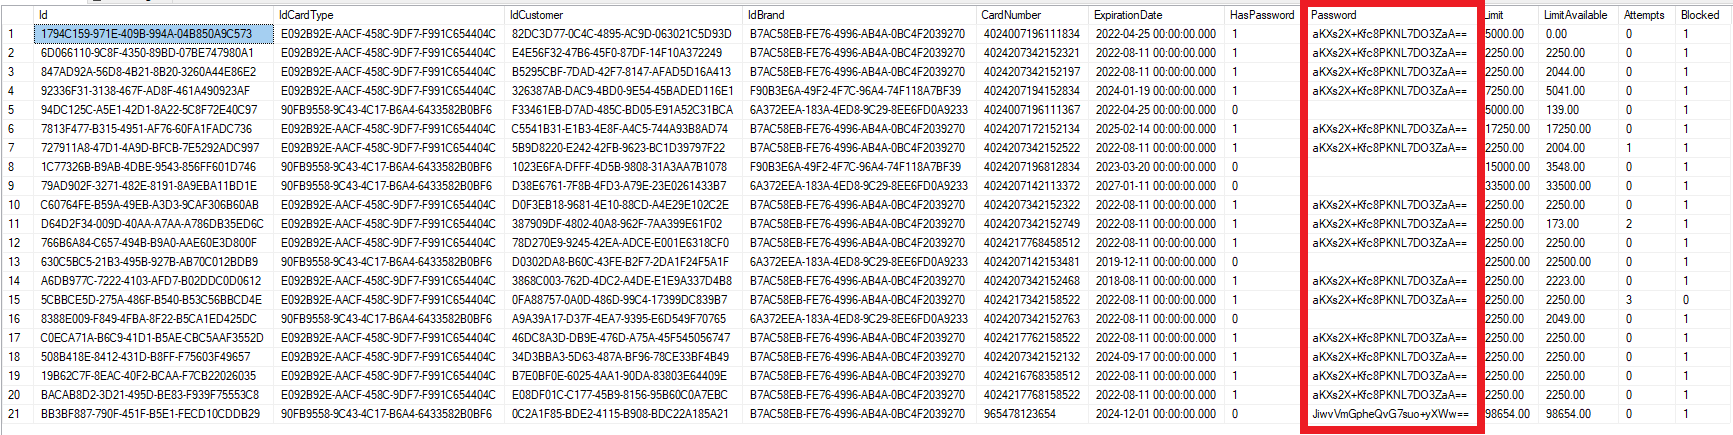 Id IdCardType IdCustomer IdBrand CardNumber ExpirationDate HasPassword Password Limit LimitAvailable Attempts Blocked
1 1794C159-971E-409B-994A-04B850A9C573 E092B92E-AACF-458C-9DF7-F991C654404C 82DC3D77-0C4C-4895-AC9D-063021C5D93D B7AC58EB-FE76-4996-AB4A-0BC4F2039270 4024007196111834 2022-04-25 00:00:00.000 1 aKXs2X+Kfc8PKNL7DO3ZaA== 5000.00 0.00 0 1
2 6D066110-9C8F-4350-89BD-07BE747980A1 E092B92E-AACF-458C-9DF7-F991C654404C E4E56F32-47B6-45F0-87DF-14F10A372249 B7AC58EB-FE76-4996-AB4A-0BC4F2039270 4024207342152321 2022-08-11 00:00:00.000 1 aKXs2X+Kfc8PKNL7DO3ZaA== 2250.00 2250.00 0 1
3 847AD92A-56D8-4B21-8B20-3260A44E86E2 E092B92E-AACF-458C-9DF7-F991C654404C B5295CBF-7DAD-42F7-8147-AFAD5D16A413 B7AC58EB-FE76-4996-AB4A-0BC4F2039270 4024207342152197 2022-08-11 00:00:00.000 1 aKXs2X+Kfc8PKNL7DO3ZaA== 2250.00 2044.00 0 1
4 92336F31-3138-467F-AD8F-461A490923AF E092B92E-AACF-458C-9DF7-F991C654404C 326387AB-DAC9-4BD0-9E54-45BADED116E1 F90B3E6A-49F2-4F7C-96A4-74F118A7BF39 4024207194152834 2024-01-19 00:00:00.000 1 aKXs2X+Kfc8PKNL7DO3ZaA== 7250.00 5041.00 0 1
5 94DC125C-A5E1-42D1-8A22-5C8F72E40C97 90FB9558-9C43-4C17-B6A4-6433582B0BF6 F33461EB-D7AD-485C-BD05-E91A52C31BCA 6A372EEA-183A-4ED8-9C29-8EE6FD0A9233 4024007196111367 2022-04-25 00:00:00.000 0 5000.00 139.00 0 1
6 7813F477-B315-4951-AF76-60FA1FADC736 E092B92E-AACF-458C-9DF7-F991C654404C C5541B31-E1B3-4E8F-A4C5-744A93B8AD74 B7AC58EB-FE76-4996-AB4A-0BC4F2039270 4024207172152134 2025-02-14 00:00:00.000 1 aKXs2X+Kfc8PKNL7DO3ZaA== 17250.00 17250.00 0 1
7 727911A8-47D1-4A9D-BFCB-7E5292ADC997 E092B92E-AACF-458C-9DF7-F991C654404C 5B9D8220-E242-42FB-9623-BC1D39797F22 B7AC58EB-FE76-4996-AB4A-0BC4F2039270 4024207342152522 2022-08-11 00:00:00.000 1 aKXs2X+Kfc8PKNL7DO3ZaA== 2250.00 2004.00 1 1
8 1C77326B-B9AB-4DBE-9543-856FF601D746 90FB9558-9C43-4C17-B6A4-6433582B0BF6 1023E6FA-DFFF-4D5B-9808-31A3AA7B1078 F90B3E6A-49F2-4F7C-96A4-74F118A7BF39 4024207196812834 2023-03-20 00:00:00.000 0 15000.00 3548.00 0 1
9 79AD902F-3271-482E-8191-8A9EBA11BD1E 90FB9558-9C43-4C17-B6A4-6433582B0BF6 D38E6761-7F8B-4FD3-A79E-23E0261433B7 6A372EEA-183A-4ED8-9C29-8EE6FD0A9233 4024207142113372 2027-01-11 00:00:00.000 0 33500.00 33500.00 0 1
10 C60764FE-B59A-49EB-A3D3-9CAF306B60AB E092B92E-AACF-458C-9DF7-F991C654404C D0F3EB18-9681-4E10-88CD-A4E29E102C2E B7AC58EB-FE76-4996-AB4A-0BC4F2039270 4024207342152322 2022-08-11 00:00:00.000 1 aKXs2X+Kfc8PKNL7DO3ZaA== 2250.00 2250.00 0 1
11 D64D2F34-009D-40AA-A7AA-A786DB35ED6C E092B92E-AACF-458C-9DF7-F991C654404C 387909DF-4802-40A8-962F-7AA399E61F02 B7AC58EB-FE76-4996-AB4A-0BC4F2039270 4024207342152749 2022-08-11 00:00:00.000 1 aKXs2X+Kfc8PKNL7DO3ZaA== 2250.00 173.00 2 1
12 766B6A84-C657-494B-B9A0-AAE60E3D800F E092B92E-AACF-458C-9DF7-F991C654404C 78D270E9-9245-42EA-ADCE-E001E6318CF0 B7AC58EB-FE76-4996-AB4A-0BC4F2039270 4024217768458512 2022-08-11 00:00:00.000 1 aKXs2X+Kfc8PKNL7DO3ZaA== 2250.00 2250.00 0 1
13 630C5BC5-21B3-495B-927B-AB70C012BDB9 90FB9558-9C43-4C17-B6A4-6433582B0BF6 D0302DA8-B60C-43FE-B2F7-2DA1F24F5A1F 6A372EEA-183A-4ED8-9C29-8EE6FD0A9233 4024207142153481 2019-12-11 00:00:00.000 0 22500.00 22500.00 0 1
14 A6DB977C-7222-4103-AFD7-B02DDC0D0612 E092B92E-AACF-458C-9DF7-F991C654404C 3868C003-762D-4DC2-A4DE-E1E9A337D4B8 B7AC58EB-FE76-4996-AB4A-0BC4F2039270 4024207342152468 2018-08-11 00:00:00.000 1 aKXs2X+Kfc8PKNL7DO3ZaA== 2250.00 2223.00 0 1
15 5CBBCE5D-275A-486F-B540-B53C56BBCD4E E092B92E-AACF-458C-9DF7-F991C654404C 0FA88757-0A0D-486D-99C4-17399DC839B7 B7AC58EB-FE76-4996-AB4A-0BC4F2039270 4024217342158522 2022-08-11 00:00:00.000 1 aKXs2X+Kfc8PKNL7DO3ZaA== 2250.00 2250.00 3 0
16 8388E009-F849-4FBA-8F22-B5CA1ED425DC 90FB9558-9C43-4C17-B6A4-6433582B0BF6 A9A39A17-D37F-4EA7-9395-E6D549F70765 6A372EEA-183A-4ED8-9C29-8EE6FD0A9233 4024207342152763 2022-08-11 00:00:00.000 0 2250.00 2049.00 0 1
17 C0ECA71A-B6C9-41D1-B5AE-CBC5AAF3552D E092B92E-AACF-458C-9DF7-F991C654404C 46DC8A3D-DB9E-476D-A75A-45F545056747 B7AC58EB-FE76-4996-AB4A-0BC4F2039270 4024217762158522 2022-08-11 00:00:00.000 1 aKXs2X+Kfc8PKNL7DO3ZaA== 2250.00 2250.00 0 1
18 508B418E-8412-431D-B8FF-F75603F49657 E092B92E-AACF-458C-9DF7-F991C654404C 34D3BBA3-5D63-487A-BF96-78CE33BF4B49 B7AC58EB-FE76-4996-AB4A-0BC4F2039270 4024207342152132 2024-09-17 00:00:00.000 1 aKXs2X+Kfc8PKNL7DO3ZaA== 2250.00 2250.00 0 1
19 19B62C7F-8EAC-40F2-BCAA-F7CB22026035 E092B92E-AACF-458C-9DF7-F991C654404C B7E0BF0E-6025-4AA1-90DA-83803E64409E B7AC58EB-FE76-4996-AB4A-0BC4F2039270 4024216768358512 2022-08-11 00:00:00.000 1 aKXs2X+Kfc8PKNL7DO3ZaA== 2250.00 2250.00 0 1
20 BACAB8D2-3D21-495D-BE83-F939F75553C8 E092B92E-AACF-458C-9DF7-F991C654404C E08DF01C-C177-45B9-8156-95B60C0A7EBC B7AC58EB-FE76-4996-AB4A-0BC4F2039270 4024217768158522 2022-08-11 00:00:00.000 1 aKXs2X+Kfc8PKNL7DO3ZaA== 2250.00 2250.00 0 1
21 BB3BF887-790F-451F-B5E1-FECD10CDDB29 90FB9558-9C43-4C17-B6A4-6433582B0BF6 0C2A1F85-BDE2-4115-B908-BDC22A185A21 B7AC58EB-FE76-4996-AB4A-0BC4F2039270 965478123654 2024-12-01 00:00:00.000 0 JiwvVmGpheQvG7suo+yXWw== 98654.00 98654.00 0 1